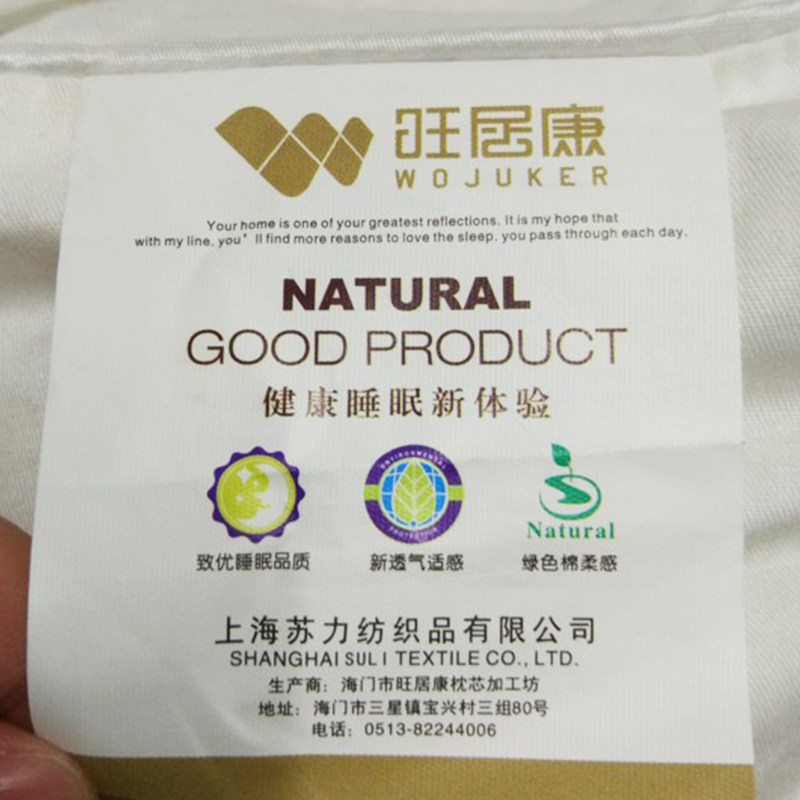 旺居康
WOJUKER
Your home is one of your greatest reflections. It is my hope that
with my line, you'll find more reasons to love the sleep. you pass through each day.
NATURAL
GOOD PRODUCT
健康睡眠新体验
ENVIRONMENTAL
PROTECTION
Natural
致优睡眠品质 新透气适感 绿色棉柔感
上海苏力纺织品有限公司
SHANGHAI SULI TEXTILE CO., LTD.
生产商：海门市旺居康枕芯加工坊
地址：海门市三星镇宝兴村三组80号
电话：0513-82244006